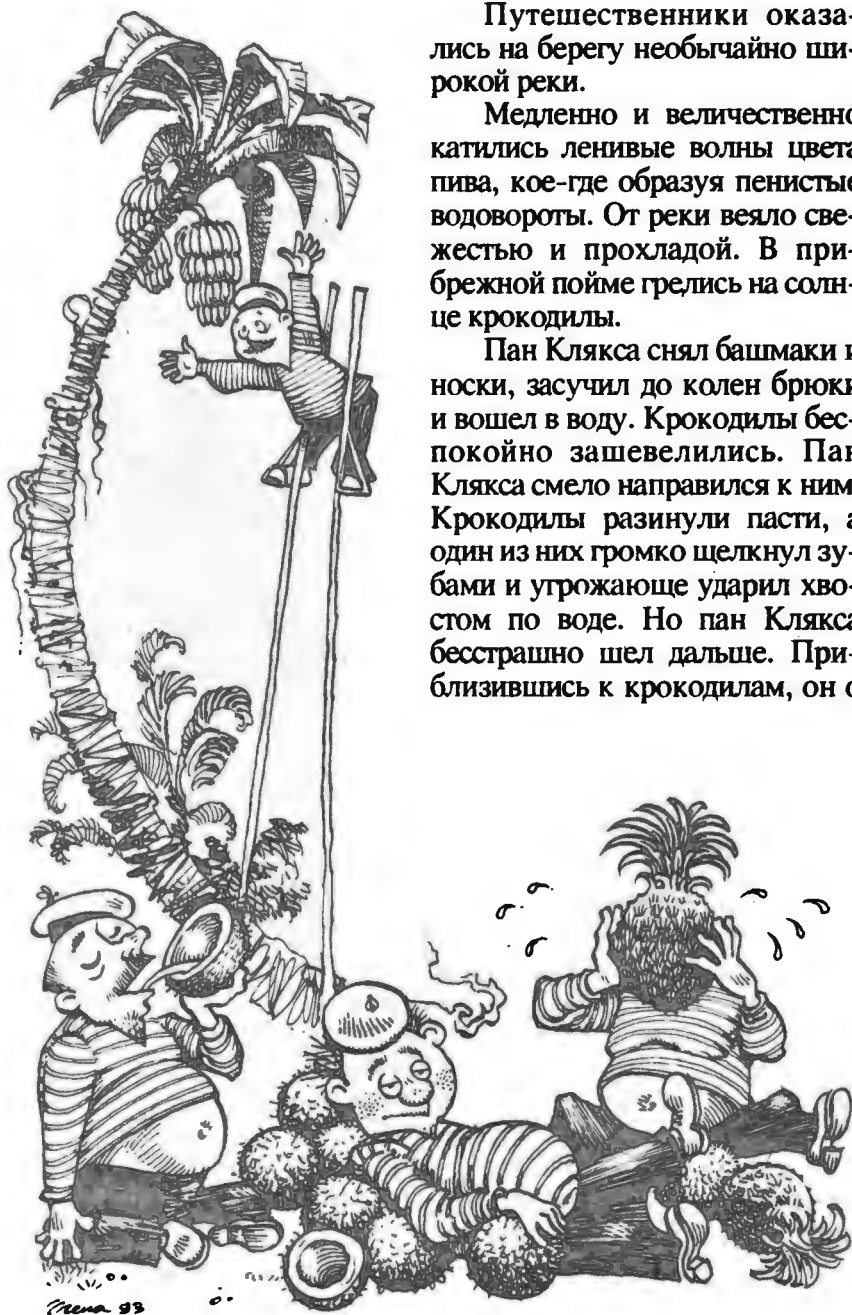 Путешественники оказа-
лись на берегу необычайно ши-
рокой реки.
Медленно и величественно
катились ленивые волны цвета
пива, кое-где образуя пенистые
водовороты. От реки веяло све-
жестью и прохладой. В при-
брежной пойме грелись на солн-
це крокодилы.
Пан Клякса снял башмаки и
носки, засучил до колен брюки
и вошел в воду. Крокодилы бес-
покойно зашевелились. Пан
Клякса смело направился к ним.
Крокодилы разинули пасти, а
один из них громко щелкнул зу-
бами и угрожающе ударил хво-
стом по воде. Но пан Клякса
бесстрашно шел дальше. При-
близившись к крокодилам, он с
93